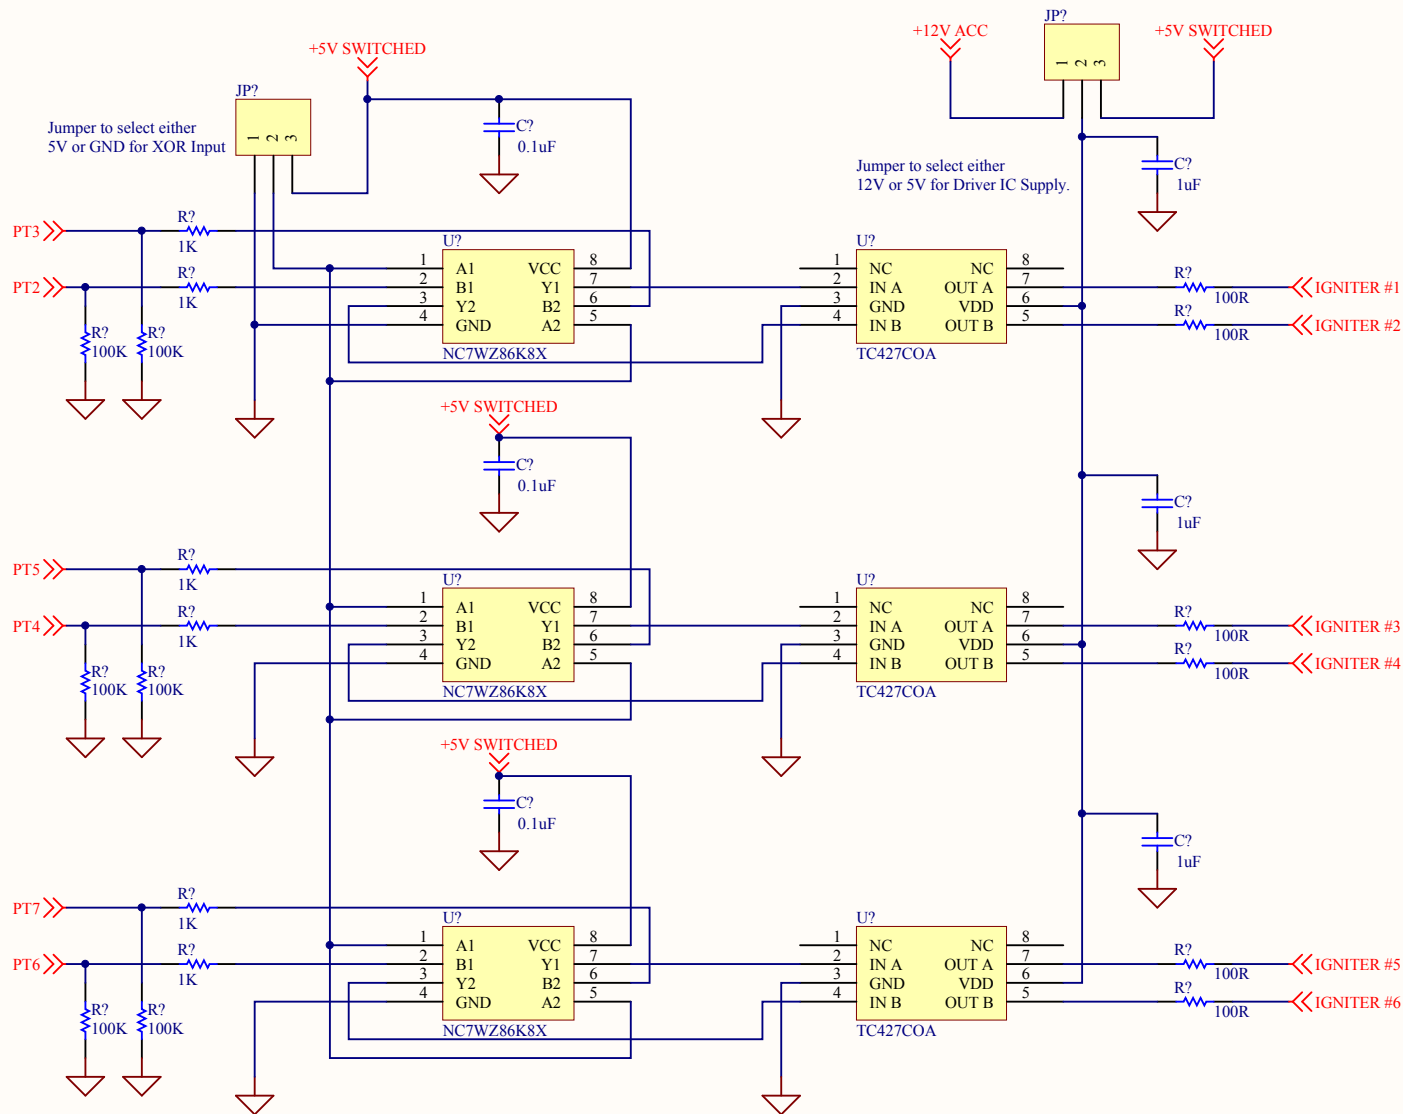 JP?
+12V ACC
+5V SWITCHED
1
2
3
+5V SWITCHED
JP?
1
2
3
Jumper to select either
5V or GND for XOR Input
C?
0.1uF
Jumper to select either
12V or 5V for Driver IC Supply.
C?
1uF
PT3
R?
1K
PT2
R?
1K
R?
100K
R?
100K
U?
1 A1 VCC 8
2 B1 Y1 7
3 Y2 B2 6
4 GND A2 5
NC7WZ86K8X
U?
1 NC NC 8
2 IN A OUT A 7
3 GND VDD 6
4 IN B OUT B 5
TC427COA
R?
100R
IGNITER #1
R?
100R
IGNITER #2
+5V SWITCHED
C?
0.1uF
C?
1uF
PT5
R?
1K
PT4
R?
1K
R?
100K
R?
100K
U?
1 A1 VCC 8
2 B1 Y1 7
3 Y2 B2 6
4 GND A2 5
NC7WZ86K8X
U?
1 NC NC 8
2 IN A OUT A 7
3 GND VDD 6
4 IN B OUT B 5
TC427COA
R?
100R
IGNITER #3
R?
100R
IGNITER #4
+5V SWITCHED
C?
0.1uF
C?
1uF
PT7
R?
1K
PT6
R?
1K
R?
100K
R?
100K
U?
1 A1 VCC 8
2 B1 Y1 7
3 Y2 B2 6
4 GND A2 5
NC7WZ86K8X
U?
1 NC NC 8
2 IN A OUT A 7
3 GND VDD 6
4 IN B OUT B 5
TC427COA
R?
100R
IGNITER #5
R?
100R
IGNITER #6